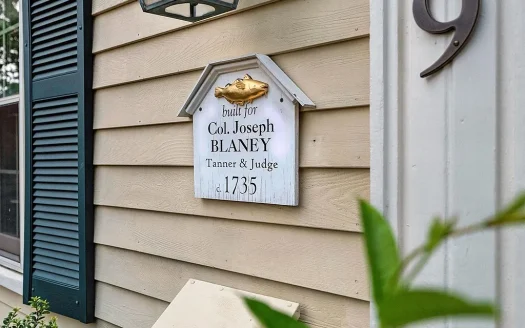 built for
Col. Joseph
BLANEY
Tanner & Judge
c. 1735
9